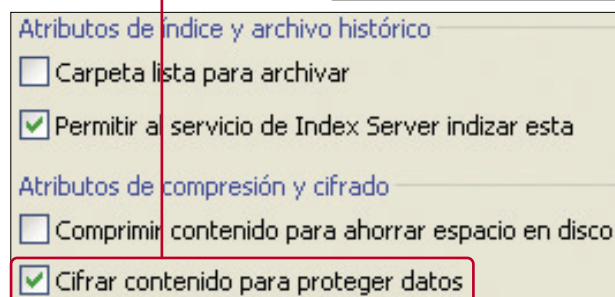 Atributos de índice y archivo histórico
Carpeta lista para archivar
Permitir al servicio de Index Server indizar esta
Atributos de compresión y cifrado
Comprimir contenido para ahorrar espacio en disco
Cifrar contenido para proteger datos